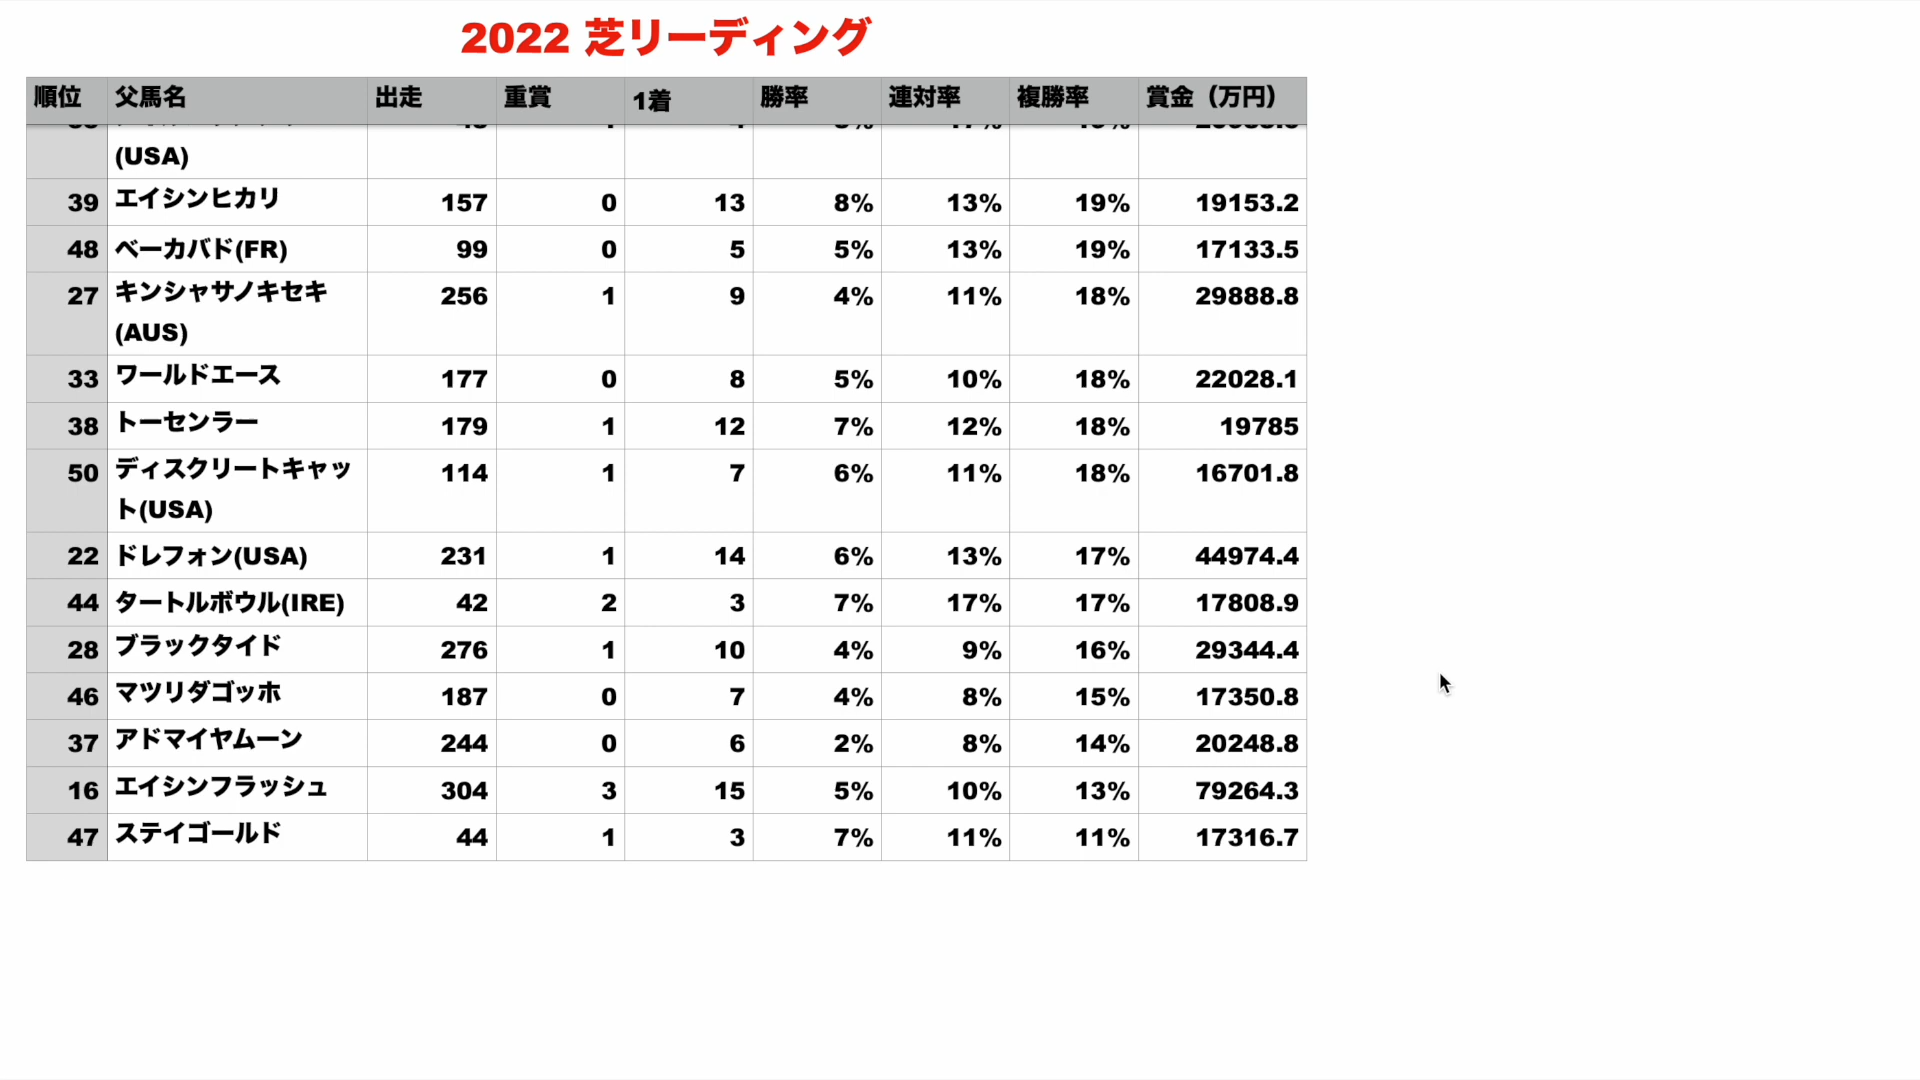 2022 芝リーディング
順位 父馬名 出走 重賞 1着 勝率 連対率 複勝率 賞金（万円）
(USA)
39 エイシンヒカリ 157 0 13 8% 13% 19% 19153.2
48 ベーカバド(FR) 99 0 5 5% 13% 19% 17133.5
27 キンシャサノキセキ 256 1 9 4% 11% 18% 29888.8
(AUS)
33 ワールドエース 177 0 8 5% 10% 18% 22028.1
38 トーセンラー 179 1 12 7% 12% 18% 19785
50 ディスクリートキャッ 114 1 7 6% 11% 18% 16701.8
ト(USA)
22 ドレフォン(USA) 231 1 14 6% 13% 17% 44974.4
44 タートルボウル(IRE) 42 2 3 7% 17% 17% 17808.9
28 ブラックタイド 276 1 10 4% 9% 16% 29344.4
46 マツリダゴッホ 187 0 7 4% 8% 15% 17350.8
37 アドマイヤムーン 244 0 6 2% 8% 14% 20248.8
16 エイシンフラッシュ 304 3 15 5% 10% 13% 79264.3
47 ステイゴールド 44 1 3 7% 11% 11% 17316.7